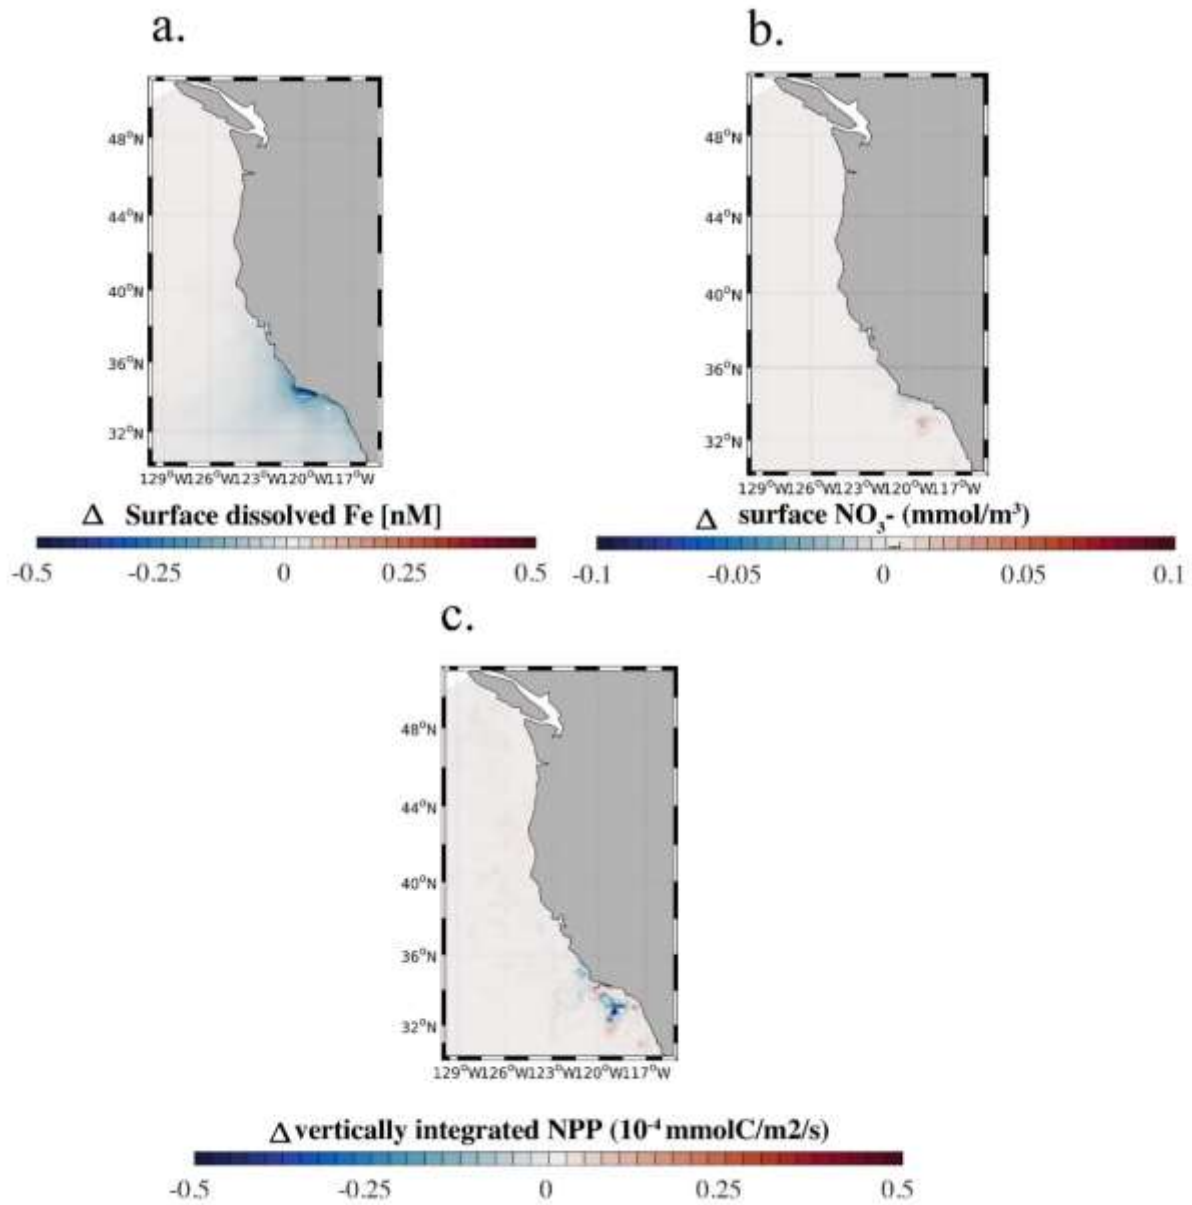 a.
48°N
44°N
40°N
36°N
32°N
129°W126°W123°W120°W117°W
Δ Surface dissolved Fe [nM]
-0.5 -0.25 0 0.25 0.5
b.
48°N
44°N
40°N
36°N
32°N
129°W126°W123°W120°W117°W
Δ surface NO₃- (mmol/m³)
-0.1 -0.05 0 0.05 0.1
c.
48°N
44°N
40°N
36°N
32°N
129°W126°W123°W120°W117°W
Δ vertically integrated NPP (10⁻⁴ mmolC/m2/s)
-0.5 -0.25 0 0.25 0.5